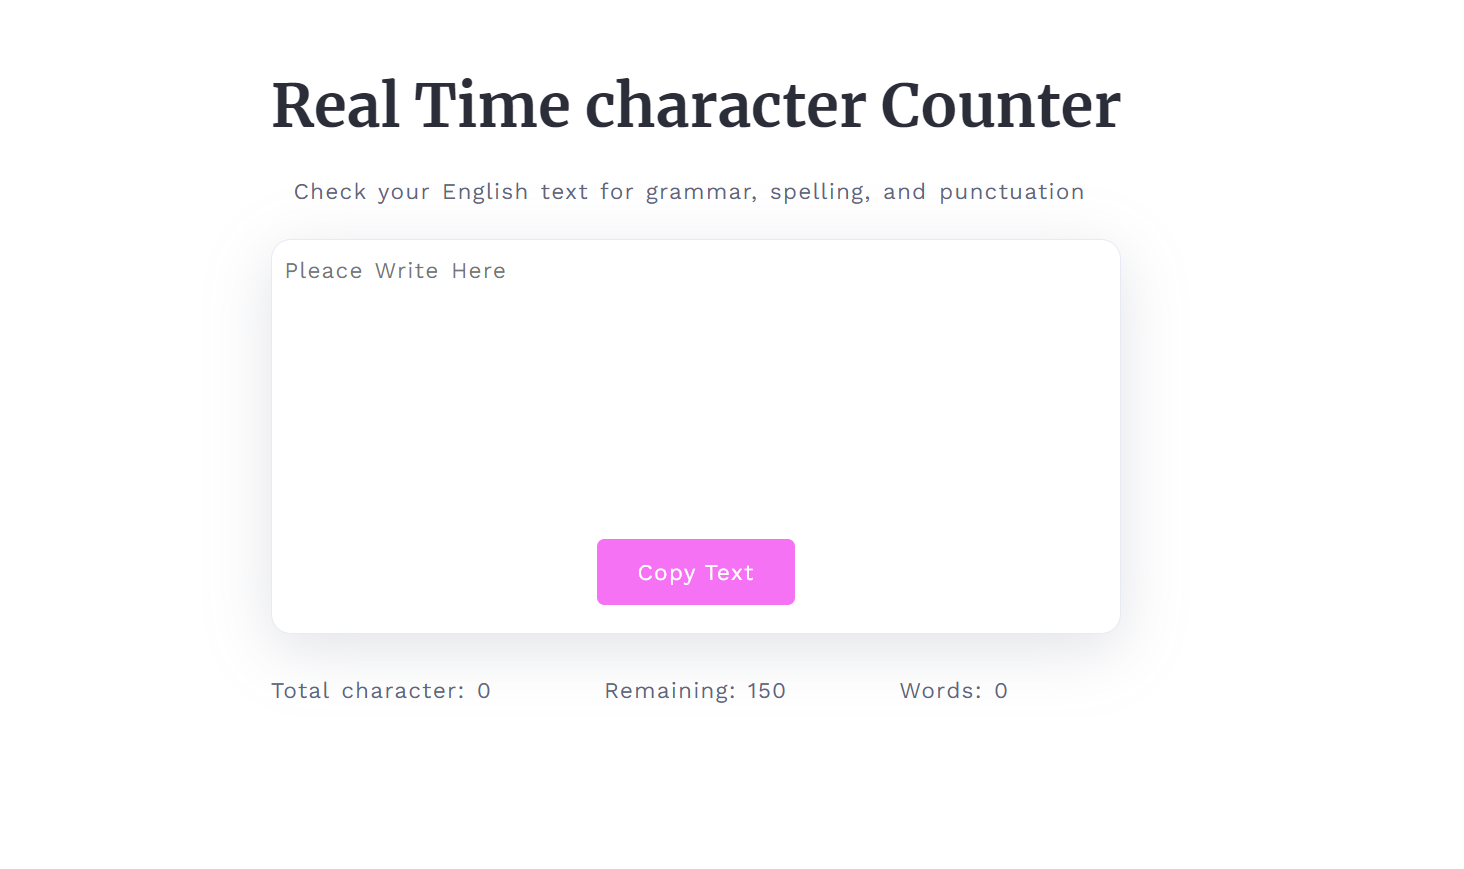 Real Time character Counter
Check your English text for grammar, spelling, and punctuation
Pleace Write Here
Copy Text
Total character: 0 Remaining: 150 Words: 0